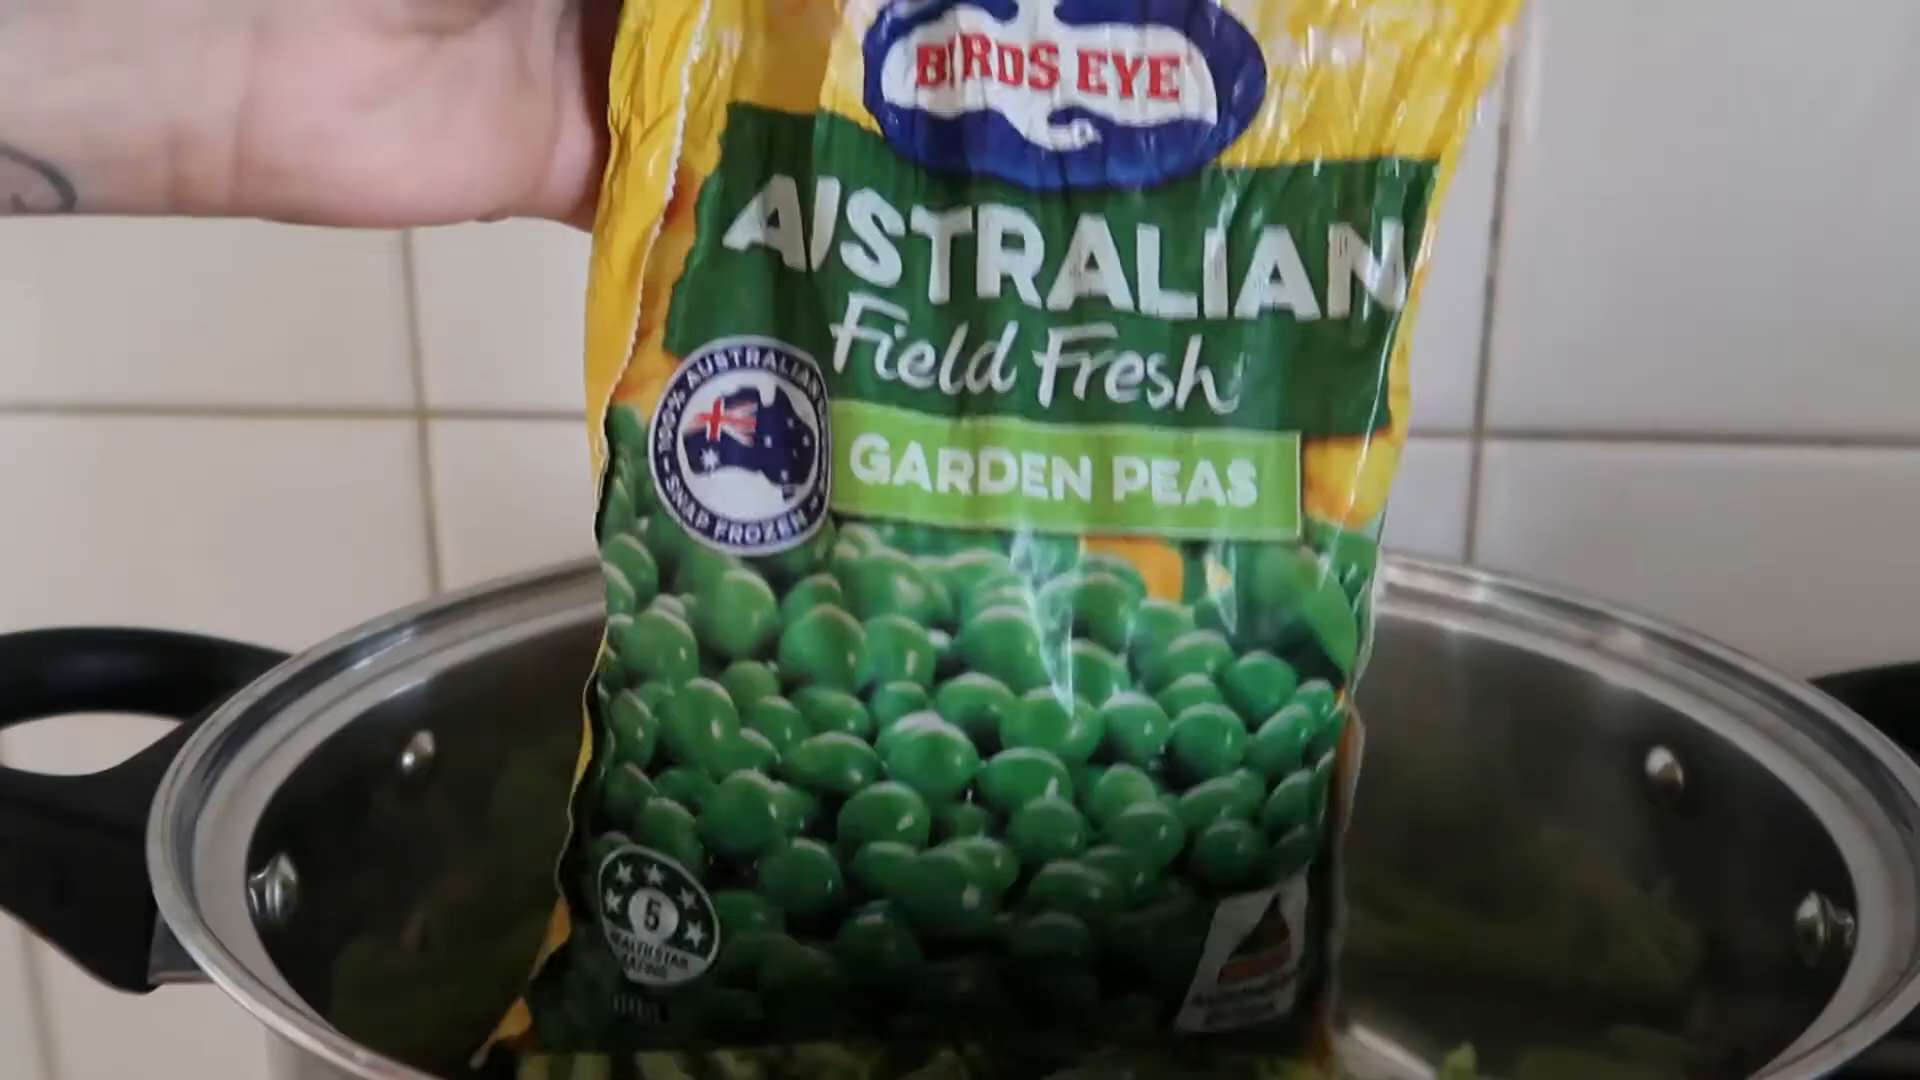 BIRDS EYE
AUSTRALIAN
Field Fresh
100% AUSTRALIAN
SNAP FROZEN
GARDEN PEAS
5
HEALTH STAR
RATING